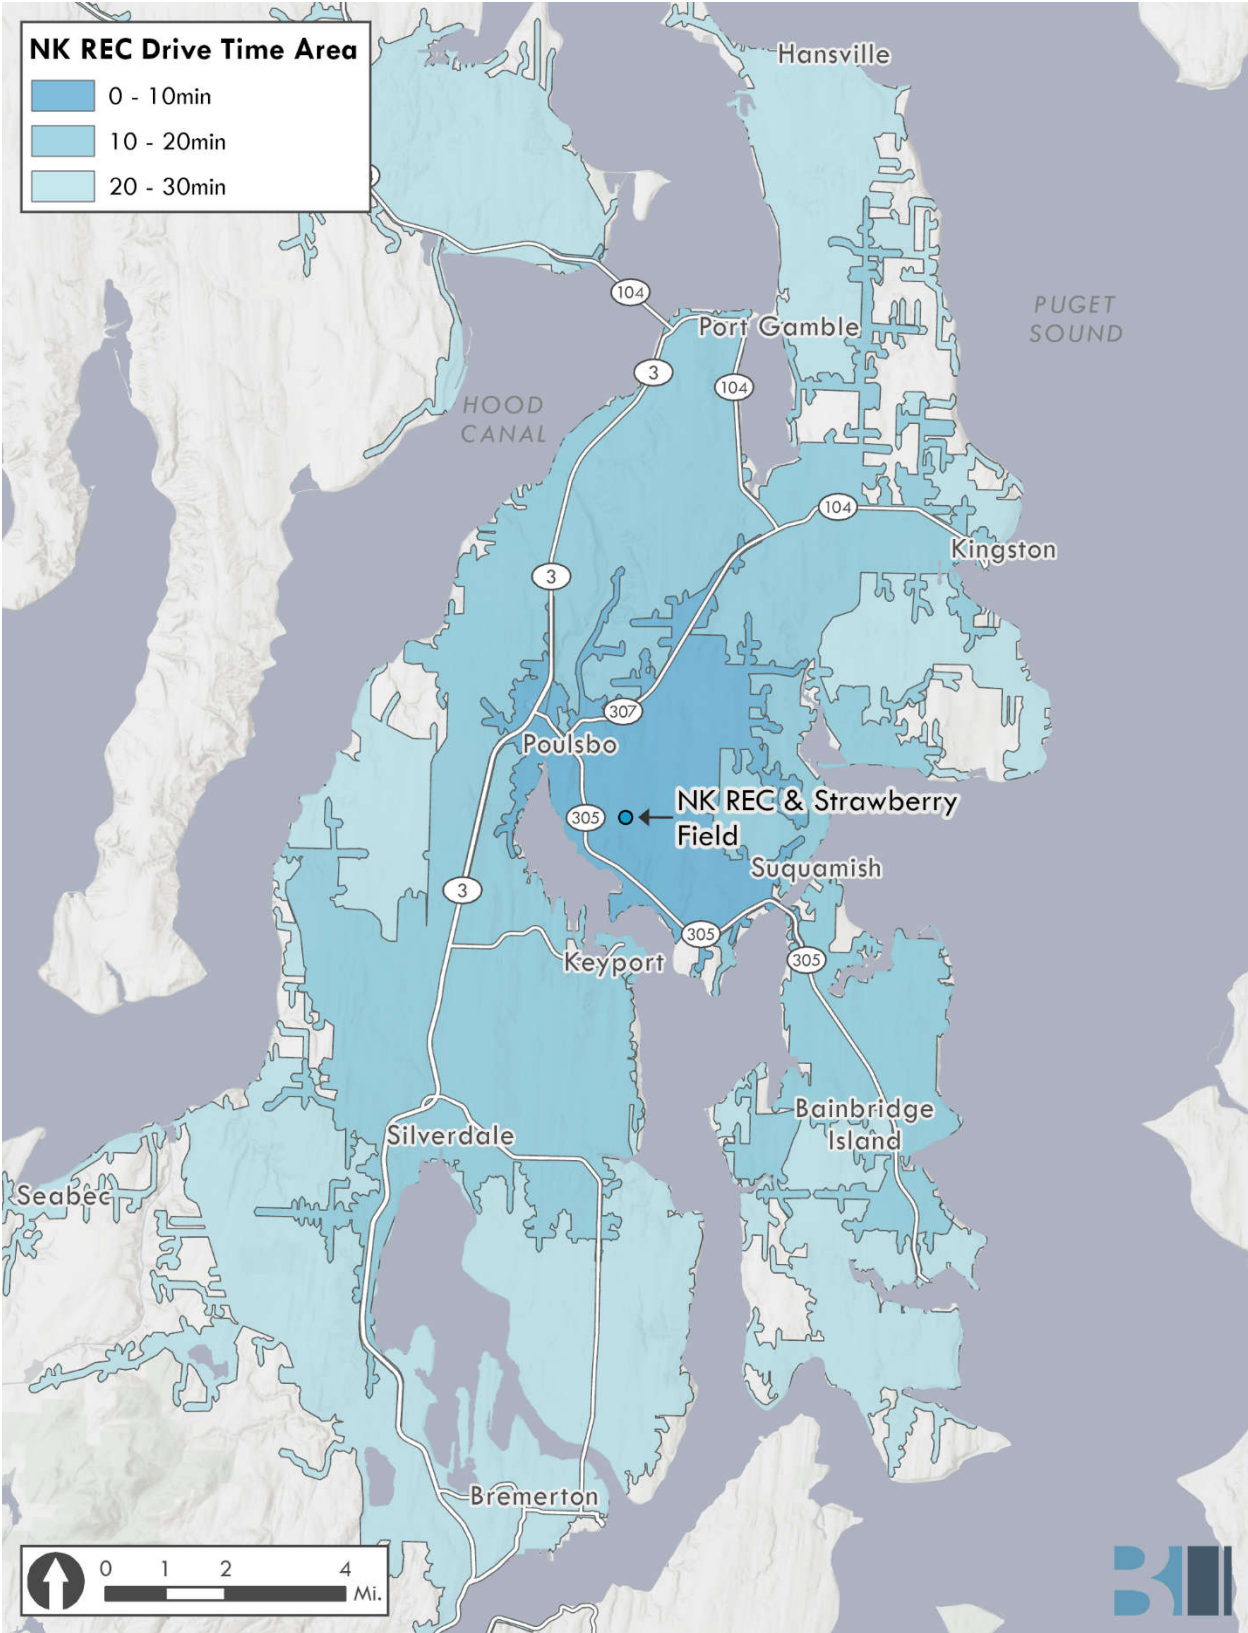 NK REC Drive Time Area
0 - 10min
10 - 20min
20 - 30min
Hansville
104
PUGET
SOUND
Port Gamble
3
104
HOOD
CANAL
104
Kingston
3
307
Poulsbo
305
NK REC & Strawberry
Field
Suquamish
3
305
305
Keyport
Bainbridge
Island
Silverdale
Seabec
Bremerton
0 1 2 4
Mi.